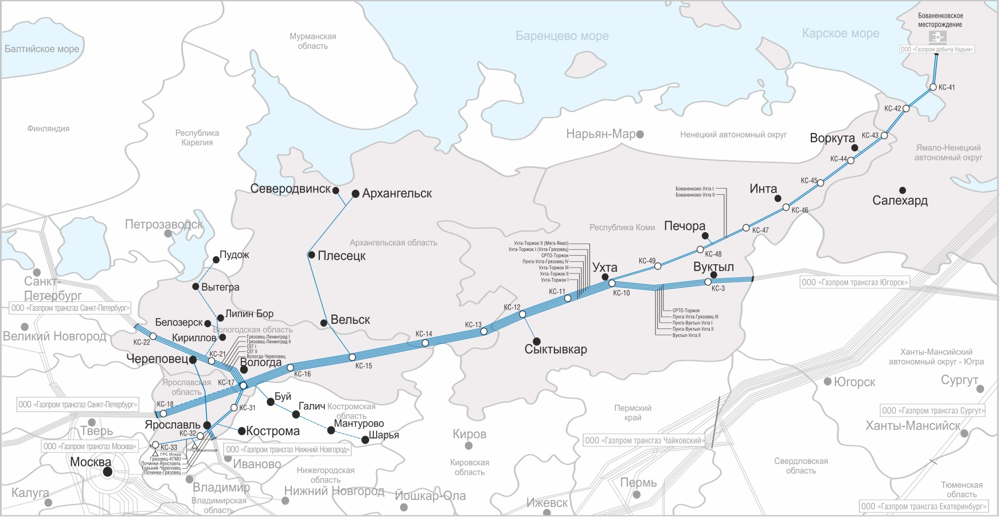 Бованенковское
месторождение
ООО «Газпром добыча Надым»
Мурманская
область
Баренцево море
Карское море
Балтийское море
КС-41
КС-42
Финляндия
Республика
Карелия
Нарьян-Мар
Ненецкий автономный округ
КС-43
Воркута
КС-44
Ямало-Ненецкий
автономный округ
КС-45
Северодвинск
Архангельск
Бованенково-Ухта I
Бованенково-Ухта II
Инта
Салехард
КС-46
Петрозаводск
Печора
Республика Коми
КС-47
Архангельская область
Ухта-Торжок II (Мега-Ямал)
Ухта-Торжок I (Ухта-Грязовец)
СРТО-Торжок
Пунга-Ухта-Грязовец IV
Ухта-Торжок III
Ухта-Торжок II
Ухта-Торжок I
Пудож
Плесецк
КС-48
КС-49
Ухта
Вуктыл
Санкт-
Петербург
Вытегра
КС-3
КС-10
КС-11
ООО «Газпром трансгаз Югорск»
ООО «Газпром трансгаз Санкт-Петербург»
КС-12
СРТО-Торжок
Пунга-Ухта-Грязовец III
Пунга-Вуктыл-Ухта I
Пунга-Вуктыл-Ухта II
Вуктыл-Ухта II
Липин Бор
Белозерск
Вологодская область
Вельск
КС-13
Великий Новгород
Кириллов
КС-14
КС-22
Грязовец-Ленинград I
Грязовец-Ленинград II
СЕГ I
СЕГ II
Вологда-Череповец
Сыктывкар
КС-21
Череповец
Вологда
КС-15
КС-16
Ханты-Мансийский
автономный округ - Югра
Ярославская
область
КС-17
Югорск
Сургут
КС-18
Буй
ООО «Газпром трансгаз Санкт-Петербург»
КС-31
Галич
Костромская
область
Пермский
край
ООО «Газпром трансгаз Сургут»
Тверь
Ярославль
Мантурово
Кострома
Шарья
Ханты-Мансийск
КС-32
Киров
ООО «Газпром трансгаз Чайковский»
ООО «Газпром трансгаз Москва»
КС-33
ГРС Ильинская
ООО «Газпром трансгаз Нижний Новгород»
ГРС Искра
Грязовец-КГМО
Починки-Ярославль
Горький-Череповец
Починки-Грязовец
Москва
Иваново
Кировская
область
Свердловская
область
Нижегородская
область
Владимир
Пермь
Калуга
Нижний Новгород
Йошкар-Ола
Тюменская
область
Владимирская
область
Ижевск
ООО «Газпром трансгаз Екатеринбург»